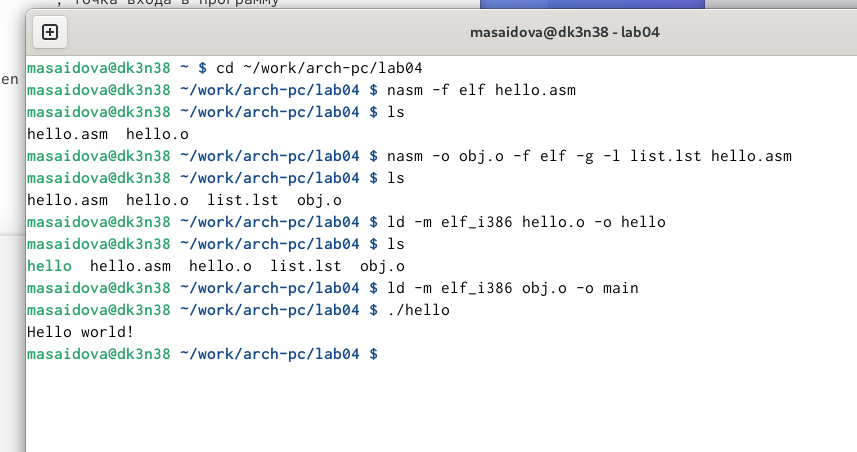 ; точка входа в программу
masaidova@dk3n38 - lab04
en
masaidova@dk3n38 ~ $ cd ~/work/arch-pc/lab04
masaidova@dk3n38 ~/work/arch-pc/lab04 $ nasm -f elf hello.asm
masaidova@dk3n38 ~/work/arch-pc/lab04 $ ls
hello.asm  hello.o
masaidova@dk3n38 ~/work/arch-pc/lab04 $ nasm -o obj.o -f elf -g -l list.lst hello.asm
masaidova@dk3n38 ~/work/arch-pc/lab04 $ ls
hello.asm  hello.o  list.lst  obj.o
masaidova@dk3n38 ~/work/arch-pc/lab04 $ ld -m elf_i386 hello.o -o hello
masaidova@dk3n38 ~/work/arch-pc/lab04 $ ls
hello  hello.asm  hello.o  list.lst  obj.o
masaidova@dk3n38 ~/work/arch-pc/lab04 $ ld -m elf_i386 obj.o -o main
masaidova@dk3n38 ~/work/arch-pc/lab04 $ ./hello
Hello world!
masaidova@dk3n38 ~/work/arch-pc/lab04 $